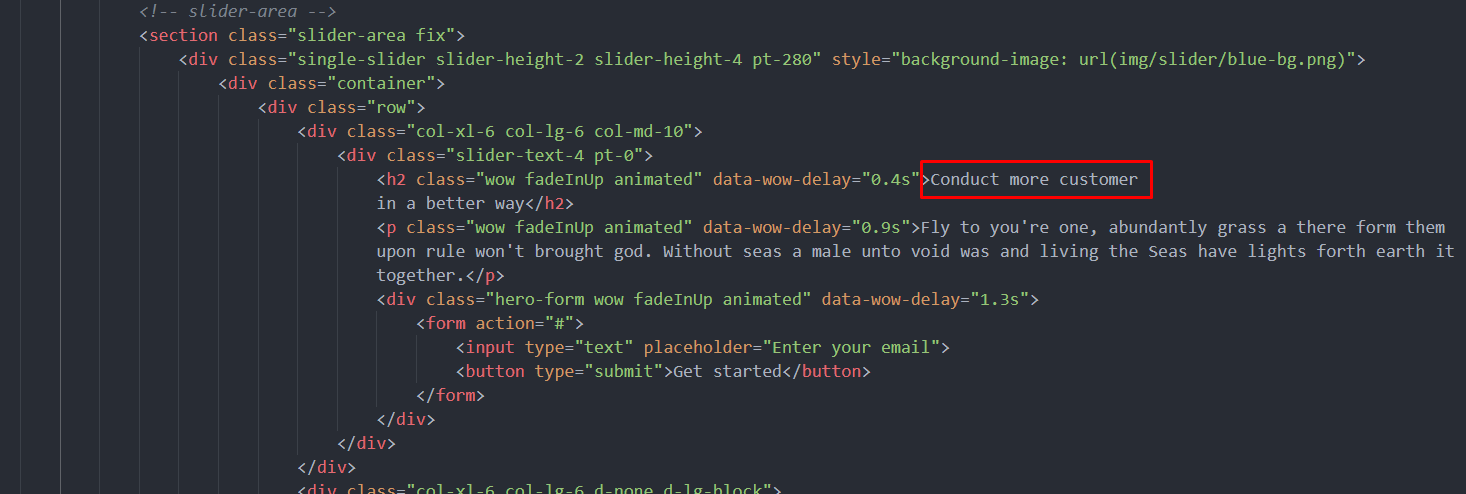 <!-- slider-area -->
<section class="slider-area fix">
<div class="single-slider slider-height-2 slider-height-4 pt-280" style="background-image: url(img/slider/blue-bg.png)">
<div class="container">
<div class="row">
<div class="col-xl-6 col-lg-6 col-md-10">
<div class="slider-text-4 pt-0">
<h2 class="wow fadeInUp animated" data-wow-delay="0.4s">Conduct more customer
in a better way</h2>
<p class="wow fadeInUp animated" data-wow-delay="0.9s">Fly to you're one, abundantly grass a there form them
upon rule won't brought god. Without seas a male unto void was and living the Seas have lights forth earth it
together.</p>
<div class="hero-form wow fadeInUp animated" data-wow-delay="1.3s">
<form action="#">
<input type="text" placeholder="Enter your email">
<button type="submit">Get started</button>
</form>
</div>
</div>
</div>
<div class="col-xl-6 col-lg-6 d-none d-lg-block">